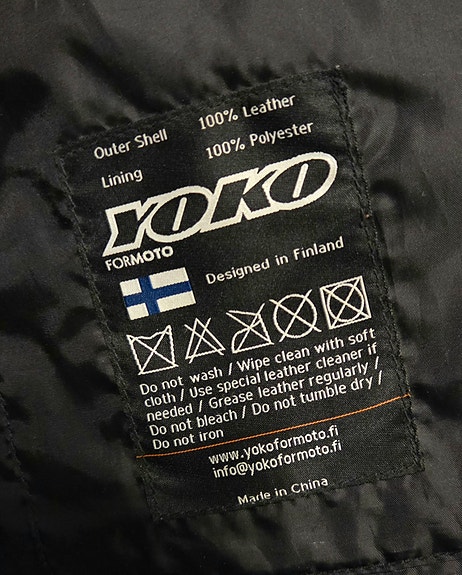 Outer Shell 100% Leather
Lining 100% Polyester
YOKO
FORMOTO
Designed in Finland
Do not wash / Wipe clean with soft
cloth / Use special leather cleaner if
needed / Grease leather regularly /
Do not bleach / Do not tumble dry /
Do not iron
www.yokoformoto.fi
info@yokoformoto.fi
Made in China